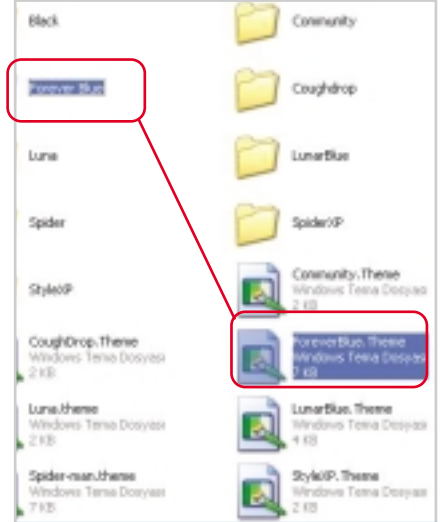 Black
Community
Forever Blue
Coughdrop
Luna
LunarBlue
Spider
SpiderXP
StyleXP
Community.Theme
Windows Tema Dosyası
2 KB
CoughDrop.Theme
Windows Tema Dosyası
2 KB
ForeverBlue.Theme
Windows Tema Dosyası
7 KB
Luna.theme
Windows Tema Dosyası
2 KB
LunarBlue.Theme
Windows Tema Dosyası
4 KB
Spider-man.theme
Windows Tema Dosyası
7 KB
StyleXP.Theme
Windows Tema Dosyası
2 KB